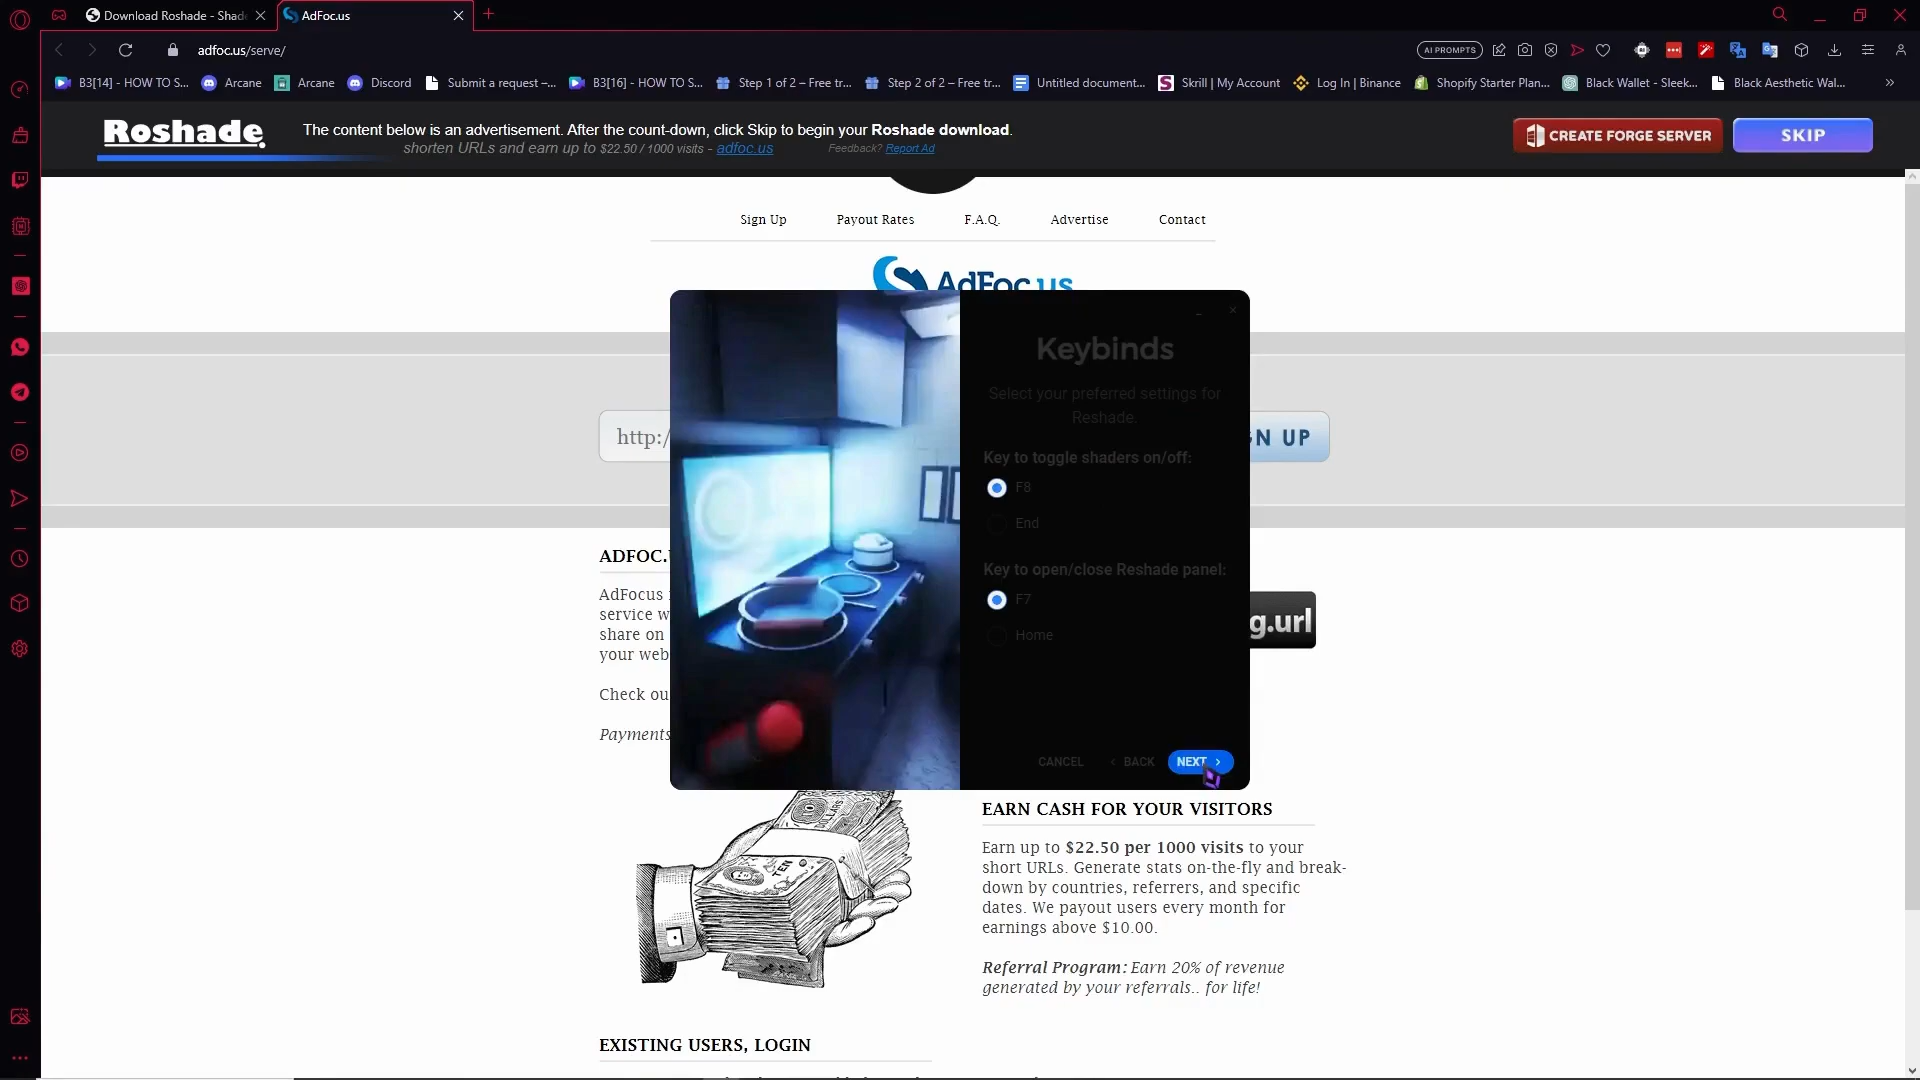 Download Roshade - Shad
AdFoc.us
adfoc.us/serve/
AI PROMPTS
B3[14] - HOW TO S...
Arcane
Arcane
Discord
Submit a request –...
B3[16] - HOW TO S...
Step 1 of 2 – Free tr...
Step 2 of 2 – Free tr...
Untitled document...
Skrill | My Account
Log In | Binance
Shopify Starter Plan...
Black Wallet - Sleek...
Black Aesthetic Wal...
Roshade.
The content below is an advertisement. After the count-down, click Skip to begin your Roshade download.
shorten URLs and earn up to $22.50 / 1000 visits - adfoc.us
Feedback? Report Ad
CREATE FORGE SERVER
SKIP
Sign Up
Payout Rates
F.A.Q.
Advertise
Contact
AdFoc.us
http:/
GN UP
Keybinds
Select your preferred settings for
Reshade.
Key to toggle shaders on/off:
F8
End
Key to open/close Reshade panel:
F7
Home
CANCEL
BACK
NEXT
ADFOC.U
AdFocus
service w
share on
your web
Check ou
Payments
g.url
TEN
DOLLARS
EARN CASH FOR YOUR VISITORS
Earn up to $22.50 per 1000 visits to your
short URLs. Generate stats on-the-fly and break-
down by countries, referrers, and specific
dates. We payout users every month for
earnings above $10.00.
Referral Program: Earn 20% of revenue
generated by your referrals.. for life!
EXISTING USERS, LOGIN